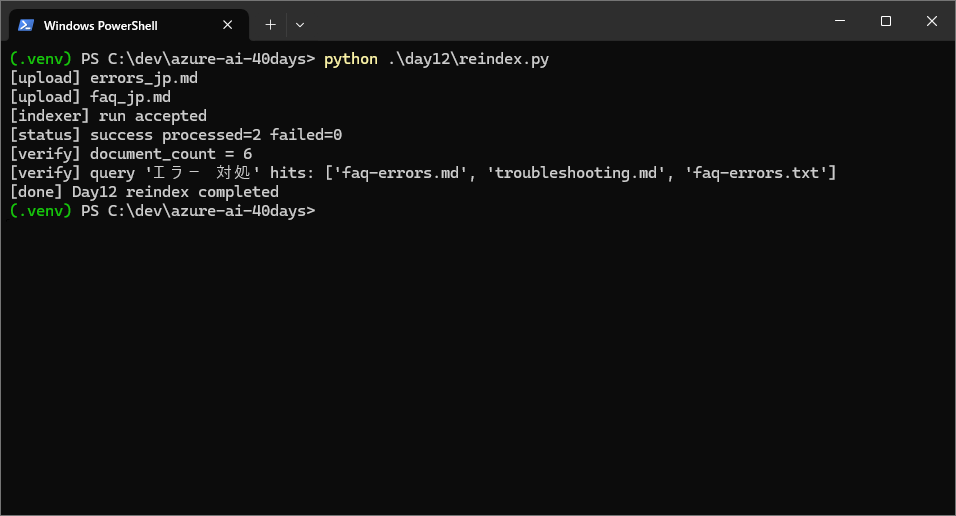 Windows PowerShell
(.venv) PS C:\dev\azure-ai-40days> python .\day12\reindex.py
[upload] errors_jp.md
[upload] faq_jp.md
[indexer] run accepted
[status] success processed=2 failed=0
[verify] document_count = 6
[verify] query 'エラー 対処' hits: ['faq-errors.md', 'troubleshooting.md', 'faq-errors.txt']
[done] Day12 reindex completed
(.venv) PS C:\dev\azure-ai-40days>